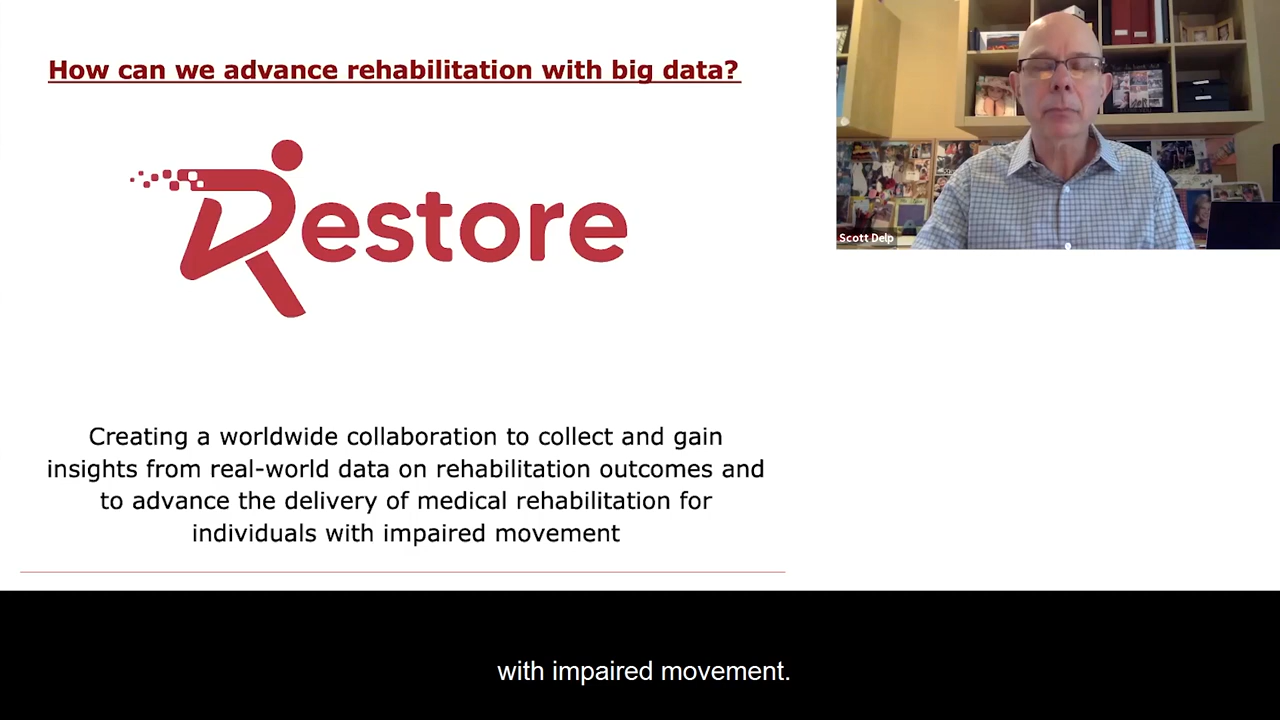 How can we advance rehabilitation with big data?
Restore
Creating a worldwide collaboration to collect and gain
insights from real-world data on rehabilitation outcomes and
to advance the delivery of medical rehabilitation for
individuals with impaired movement
Scott Delp
with impaired movement.